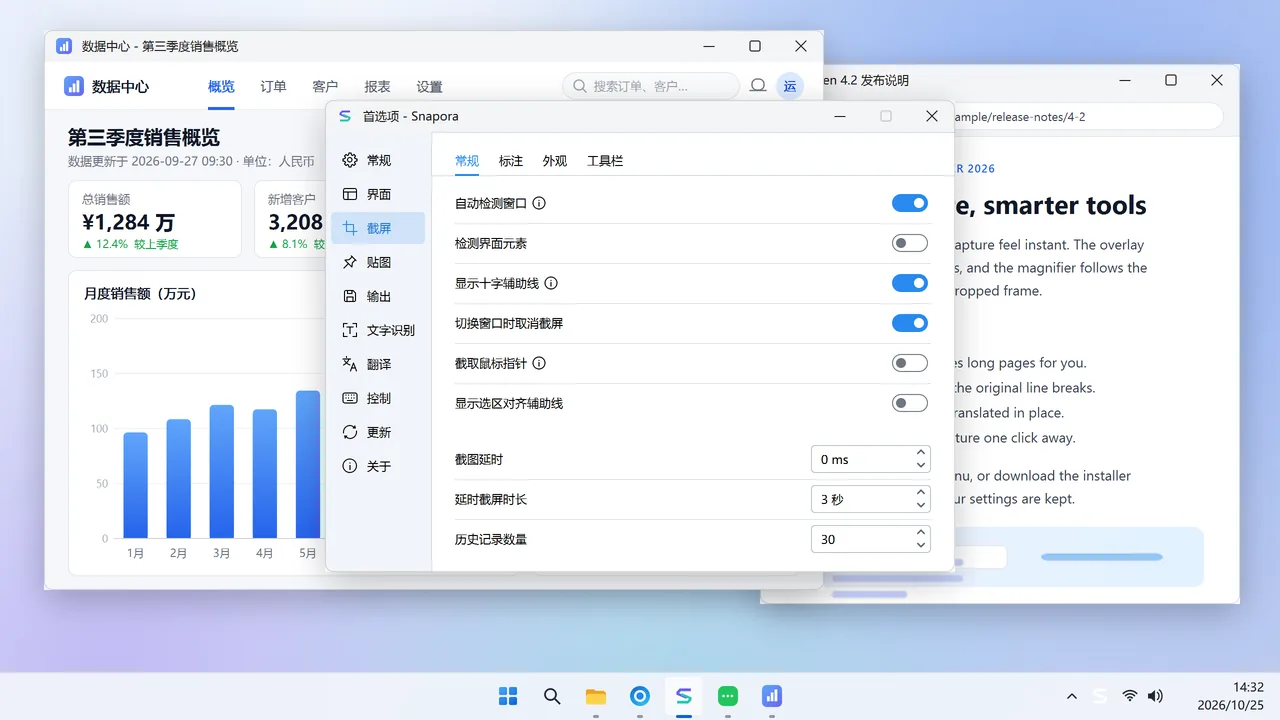 数据中心 - 第三季度销售概览
数据中心
概览
订单
客户
报表
设置
搜索订单、客户...
运
第三季度销售概览
数据更新于 2026-09-27 09:30 · 单位：人民币
总销售额
¥1,284 万
▲ 12.4% 较上季度
新增客户
3,208
▲ 8.1% 较
月度销售额（万元）
200
150
100
50
0
1月
2月
3月
4月
5月
首选项 - Snapora
常规
界面
截屏
贴图
输出
文字识别
翻译
控制
更新
关于
常规
标注
外观
工具栏
自动检测窗口
检测界面元素
显示十字辅助线
切换窗口时取消截屏
截取鼠标指针
显示选区对齐辅助线
截图延时
0 ms
延时截屏时长
3 秒
历史记录数量
30
en 4.2 发布说明
ample/release-notes/4-2
R 2026
e, smarter tools
apture feel instant. The overlay
s, and the magnifier follows the
ropped frame.
es long pages for you.
the original line breaks.
ranslated in place.
ture one click away.
nu, or download the installer
ur settings are kept.
14:32
2026/10/25